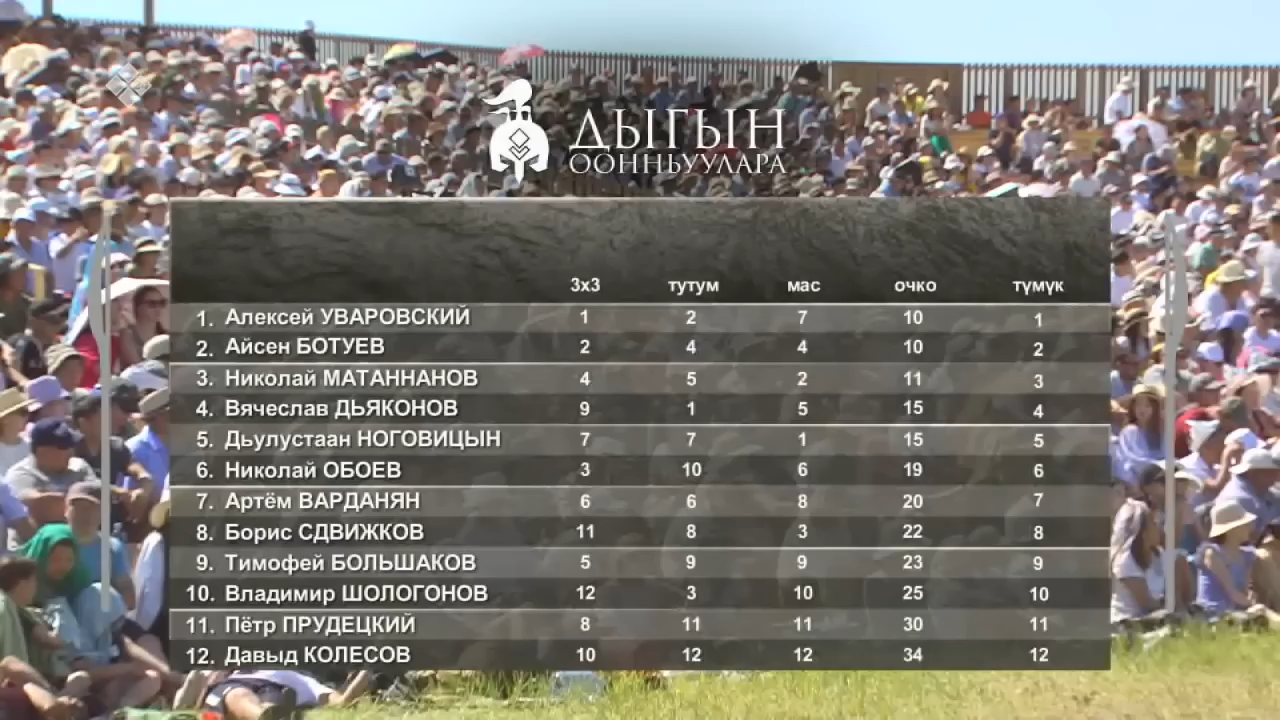 ДЫГЫН
ООННЬУУЛАРА
3x3 тутум мас очко түмүк
1. Алексей УВАРОВСКИЙ 1 2 7 10 1
2. Айсен БОТУЕВ 2 4 4 10 2
3. Николай МАТАННАНОВ 4 5 2 11 3
4. Вячеслав ДЬЯКОНОВ 9 1 5 15 4
5. Дьулустаан НОГОВИЦЫН 7 7 1 15 5
6. Николай ОБОЕВ 3 10 6 19 6
7. Артём ВАРДАНЯН 6 6 8 20 7
8. Борис СДВИЖКОВ 11 8 3 22 8
9. Тимофей БОЛЬШАКОВ 5 9 9 23 9
10. Владимир ШОЛОГОНОВ 12 3 10 25 10
11. Пётр ПРУДЕЦКИЙ 8 11 11 30 11
12. Давыд КОЛЕСОВ 10 12 12 34 12